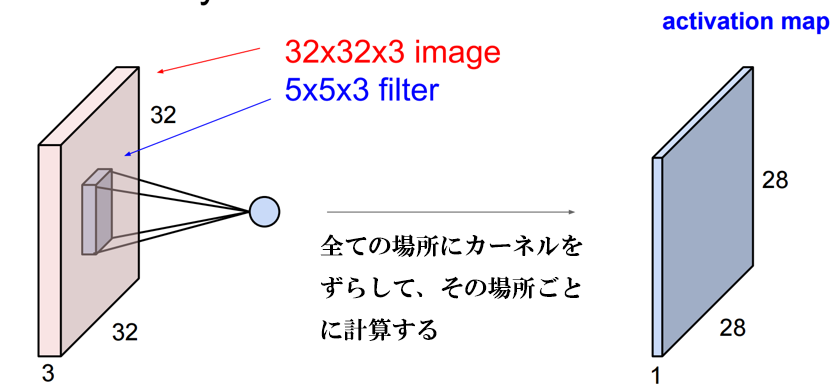 activation map
32x32x3 image
5x5x3 filter
32
28
全ての場所にカーネルを
ずらして、その場所ごと
に計算する
32
28
3
1